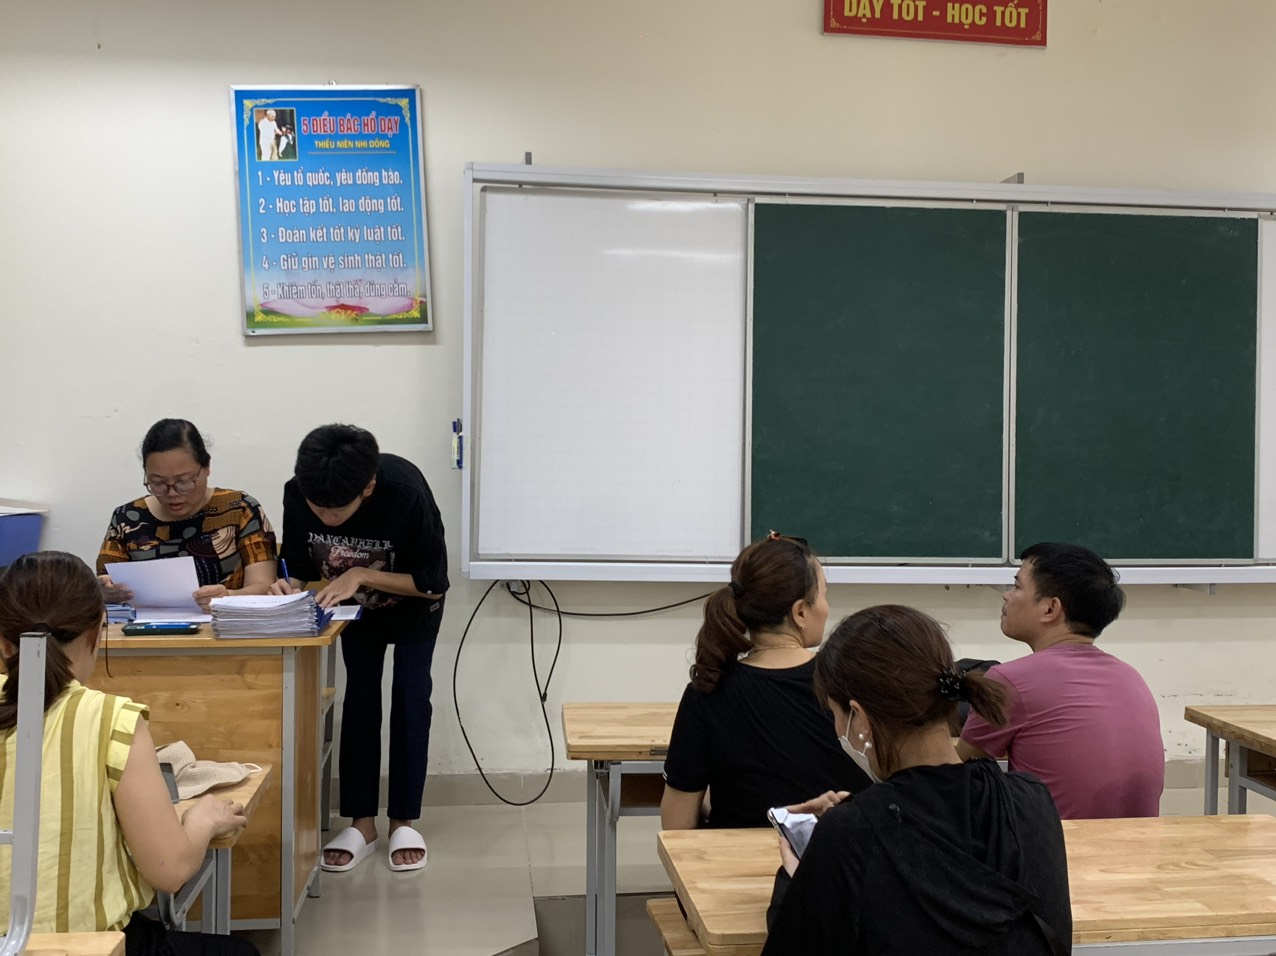 DẠY TỐT - HỌC TỐT
5 ĐIỀU BÁC HỒ DẠY
THIẾU NIÊN NHI ĐỒNG
1 - Yêu tổ quốc, yêu đồng bào.
2 - Học tập tốt, lao động tốt.
3 - Đoàn kết tốt kỷ luật tốt.
4 - Giữ gìn vệ sinh thật tốt.
5 - Khiêm tốn, thật thà, dũng cảm.
Freedom